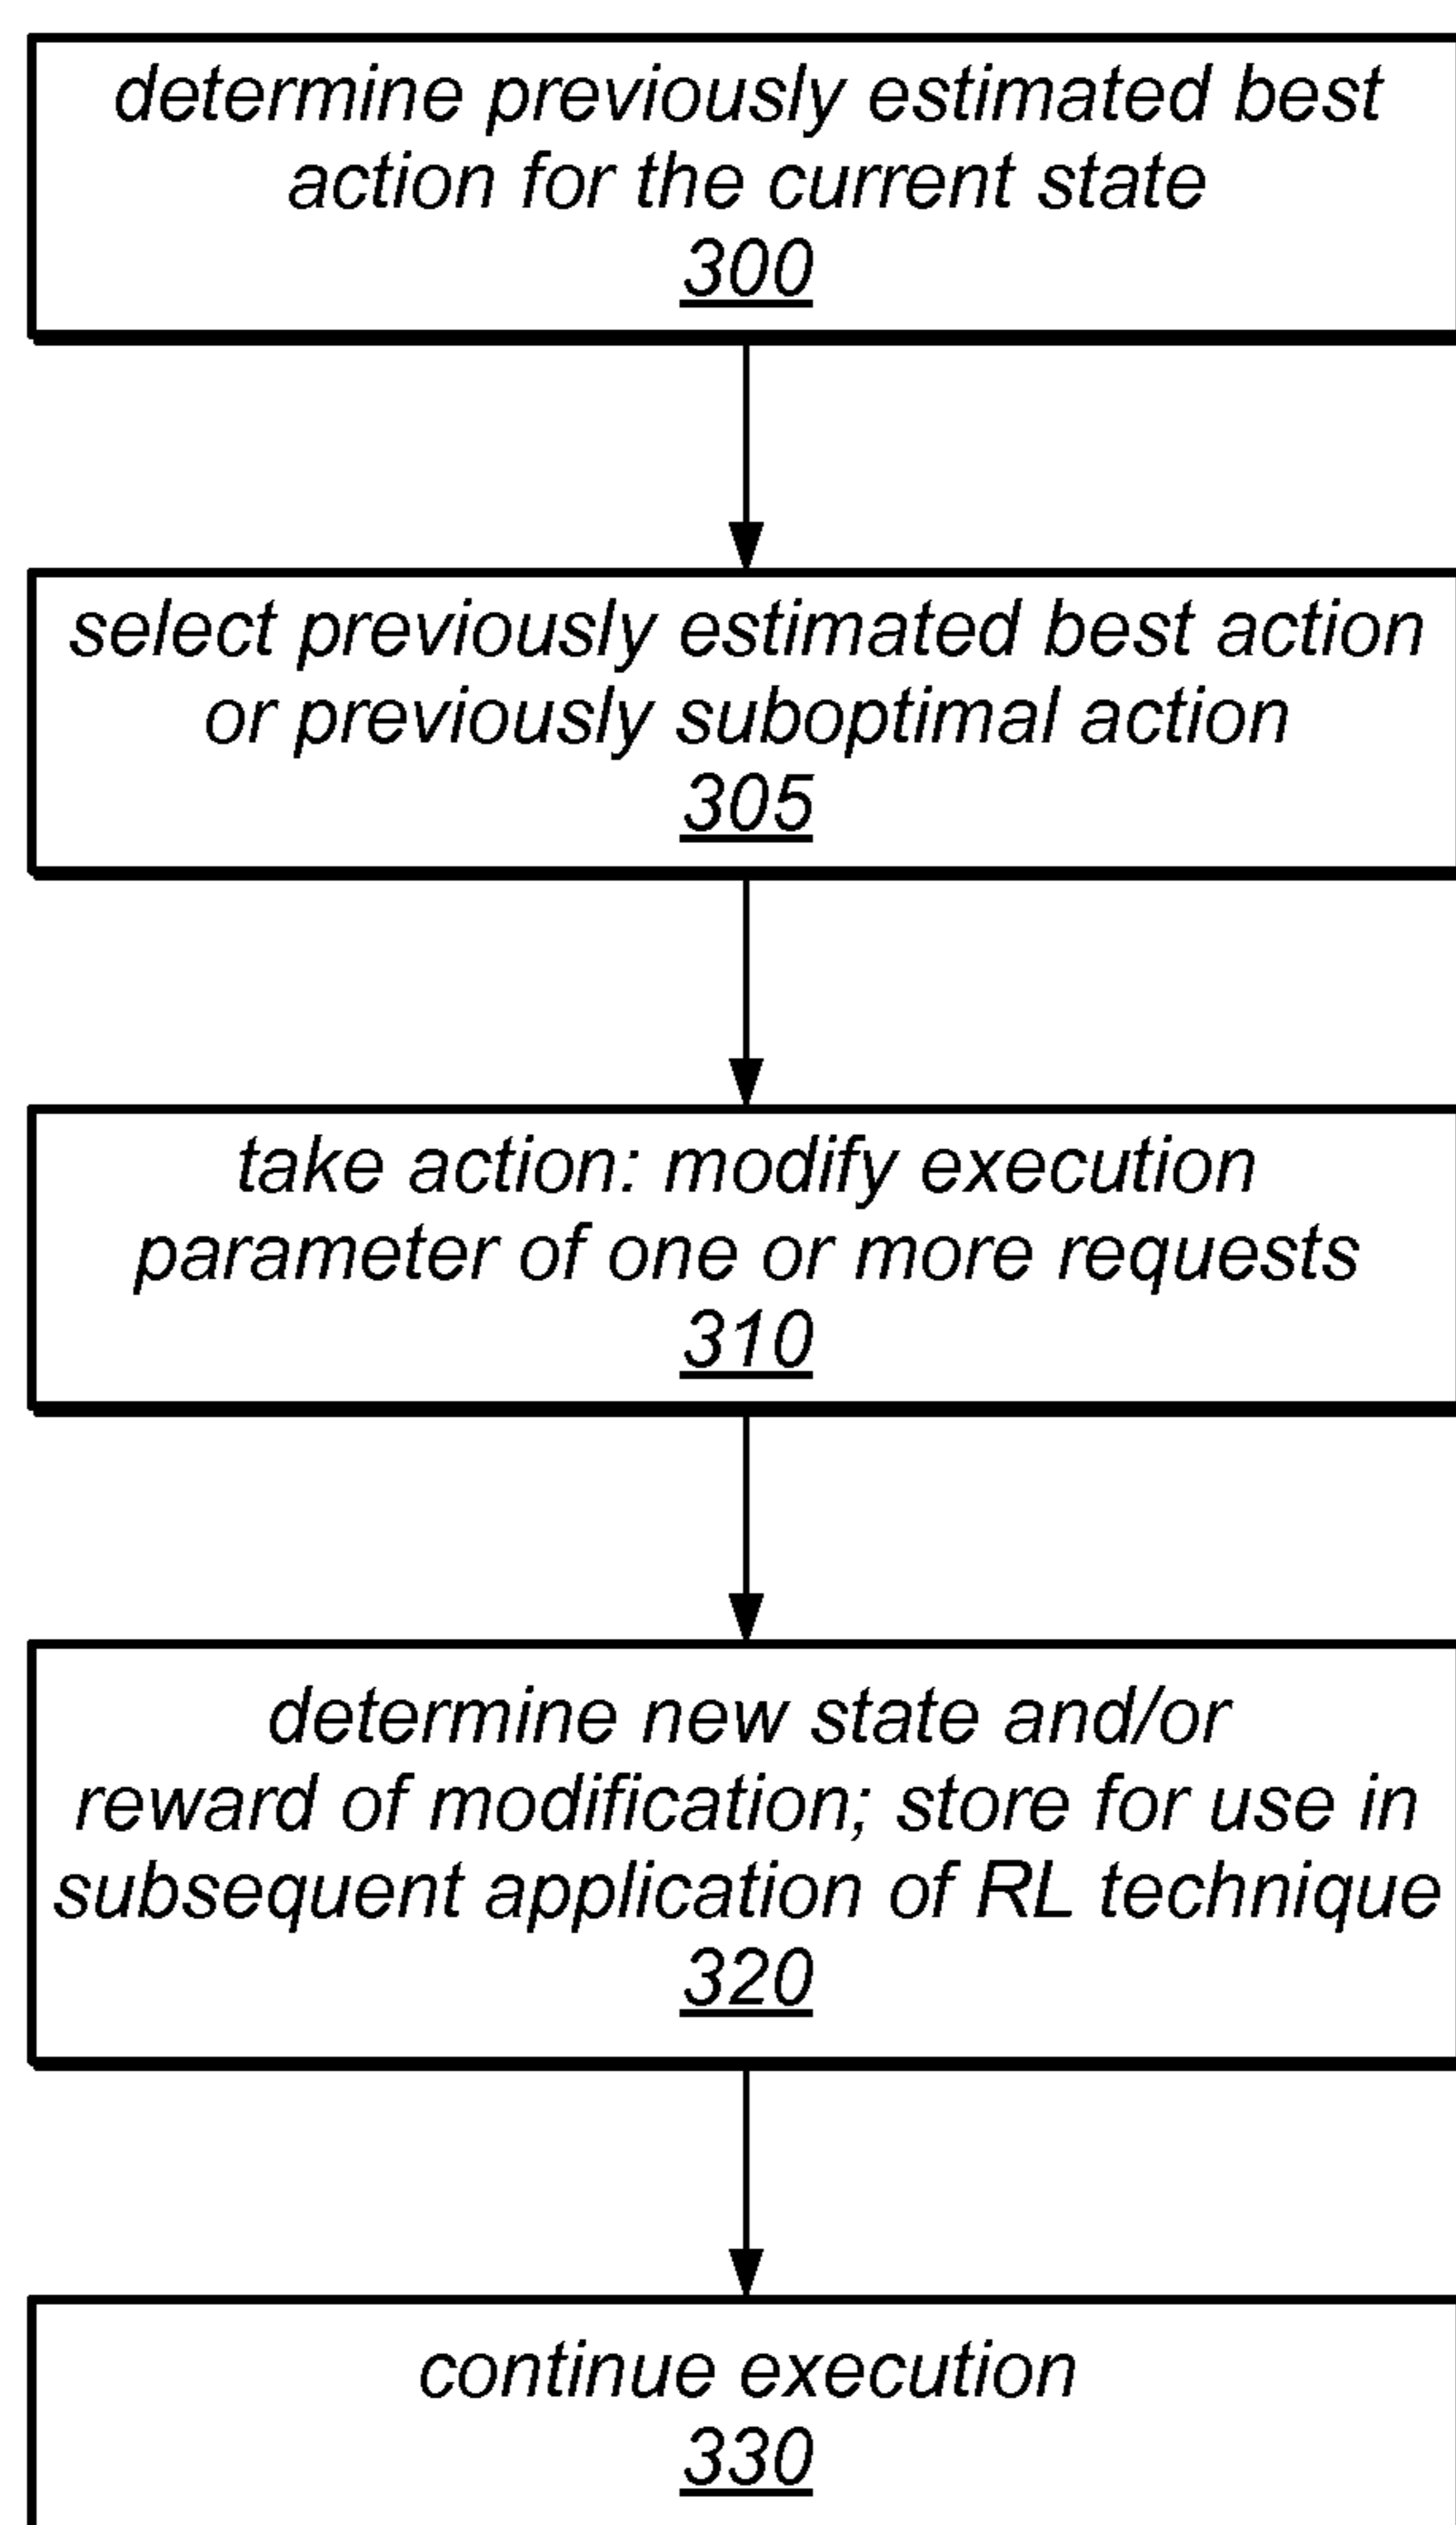 determine previously estimated best
action for the current state
300
select previously estimated best action
or previously suboptimal action
305
take action: modify execution
parameter of one or more requests
310
determine new state and/or
reward of modification; store for use in
subsequent application of RL technique
320
continue execution
330